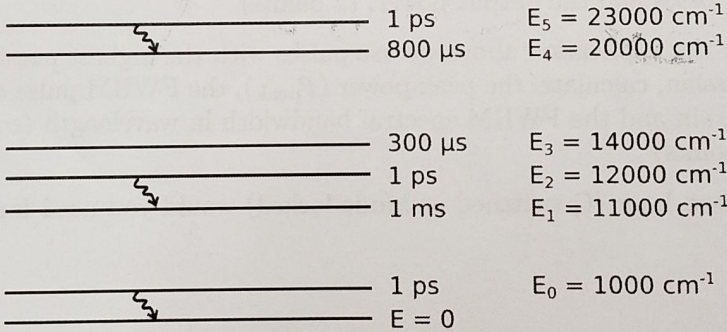 1 ps E₅ = 23000 cm⁻¹
800 μs E₄ = 20000 cm⁻¹
300 μs E₃ = 14000 cm⁻¹
1 ps E₂ = 12000 cm⁻¹
1 ms E₁ = 11000 cm⁻¹
1 ps E₀ = 1000 cm⁻¹
E = 0